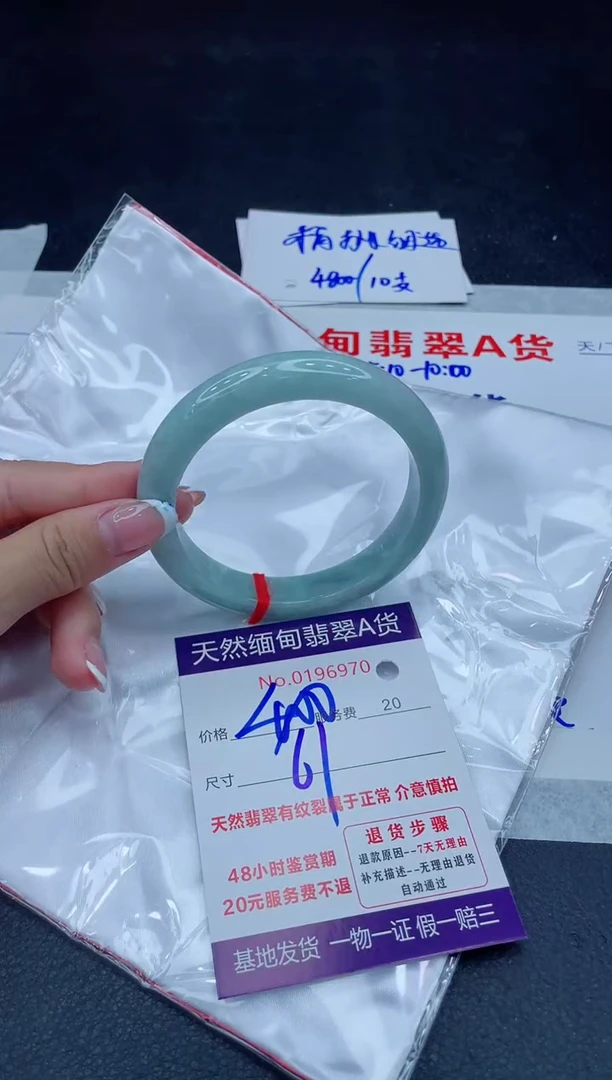 4800/10支
甸翡翠A货
天然缅甸翡翠A货
No.0196970
价格
服务费 20
尺寸
天然翡翠有纹裂属于正常 介意慎拍
48小时鉴赏期
20元服务费不退
退货步骤
退款原因--7天无理由
补充描述--无理由退货
自动通过
基地发货 一物一证 假一赔三